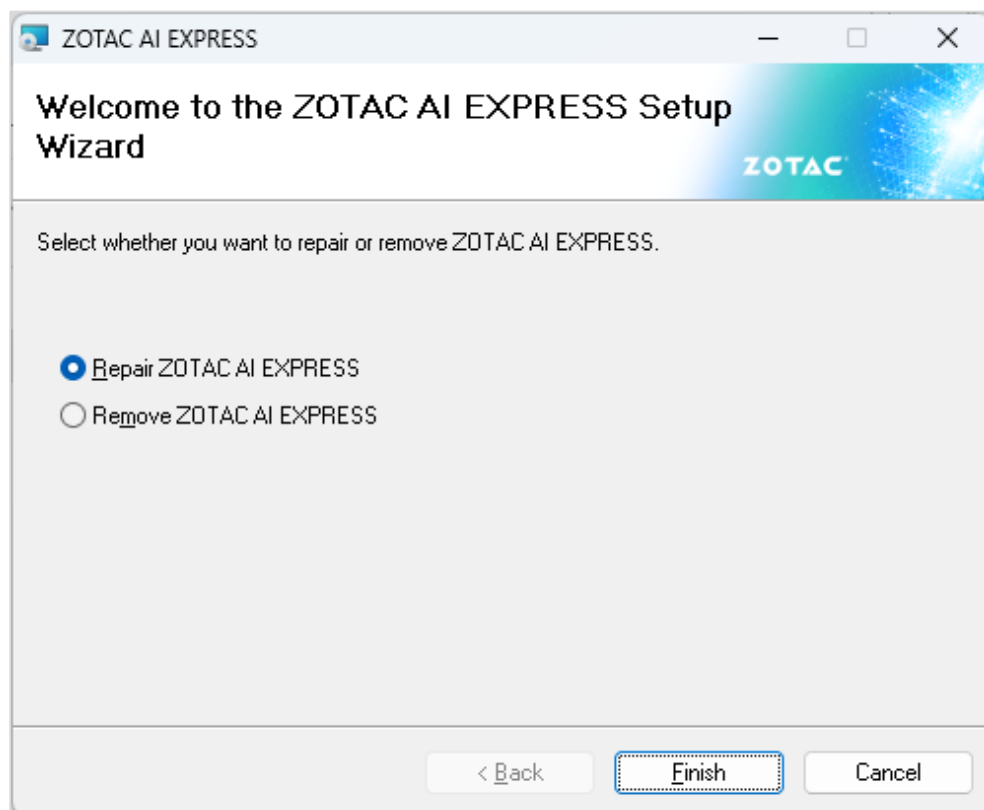 ZOTAC AI EXPRESS
Welcome to the ZOTAC AI EXPRESS Setup
Wizard
ZOTAC
Select whether you want to repair or remove ZOTAC AI EXPRESS.
Repair ZOTAC AI EXPRESS
Remove ZOTAC AI EXPRESS
< Back Finish Cancel